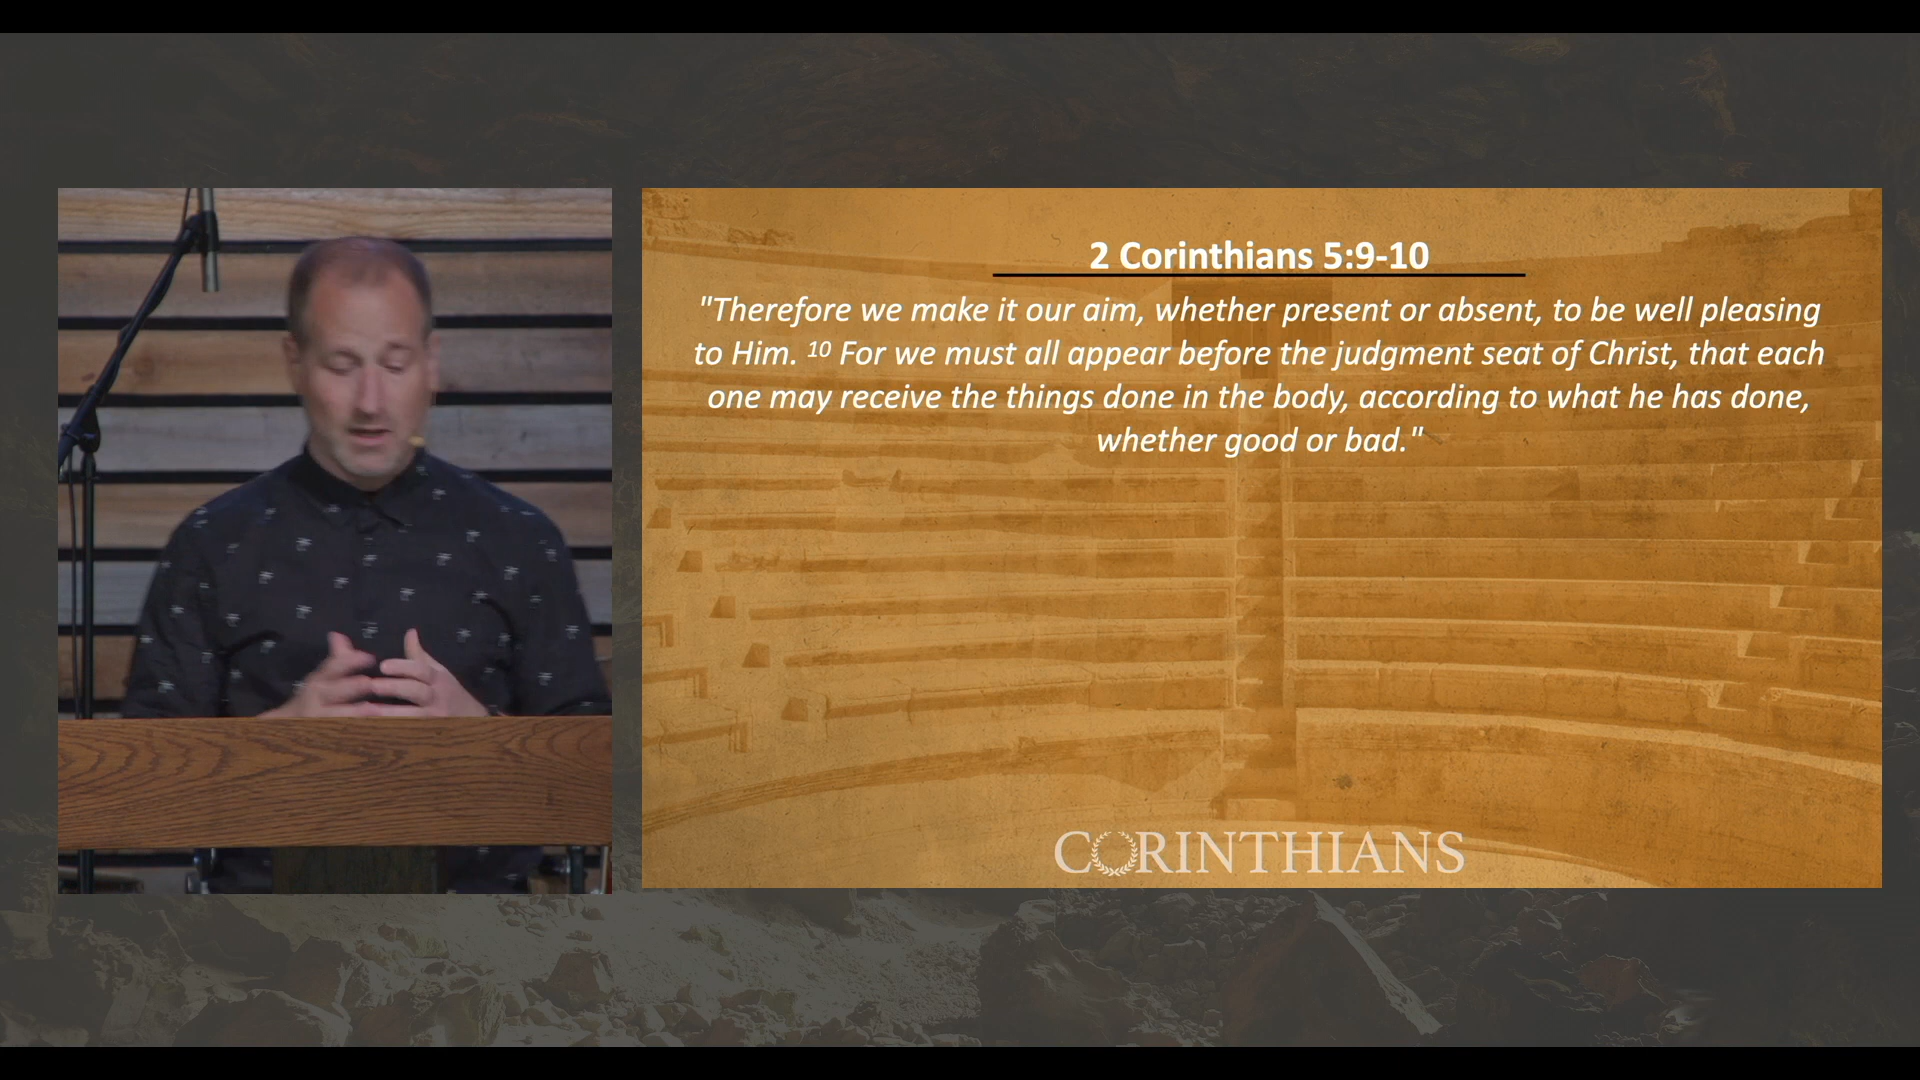 2 Corinthians 5:9-10
"Therefore we make it our aim, whether present or absent, to be well pleasing
to Him. ¹⁰ For we must all appear before the judgment seat of Christ, that each
one may receive the things done in the body, according to what he has done,
whether good or bad."
CORINTHIANS